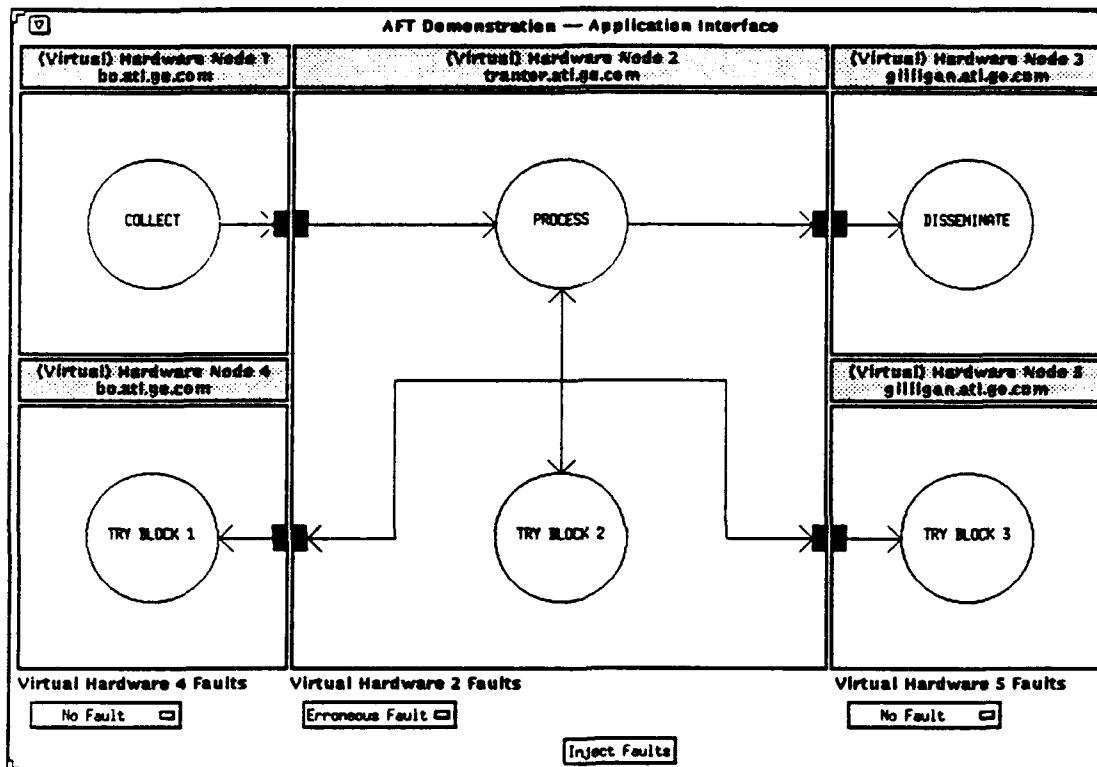 AFT Demonstration — Application Interface
(Virtual) Hardware Node 1
bo.atl.ge.com
(Virtual) Hardware Node 2
trantor.atl.ge.com
(Virtual) Hardware Node 3
gilligan.atl.ge.com
COLLECT
PROCESS
DISSEMINATE
(Virtual) Hardware Node 4
bo.atl.ge.com
(Virtual) Hardware Node 5
gilligan.atl.ge.com
TRY BLOCK 1
TRY BLOCK 2
TRY BLOCK 3
Virtual Hardware 4 Faults
Virtual Hardware 2 Faults
Virtual Hardware 5 Faults
No Fault
Erroneous Fault
No Fault
Inject Faults